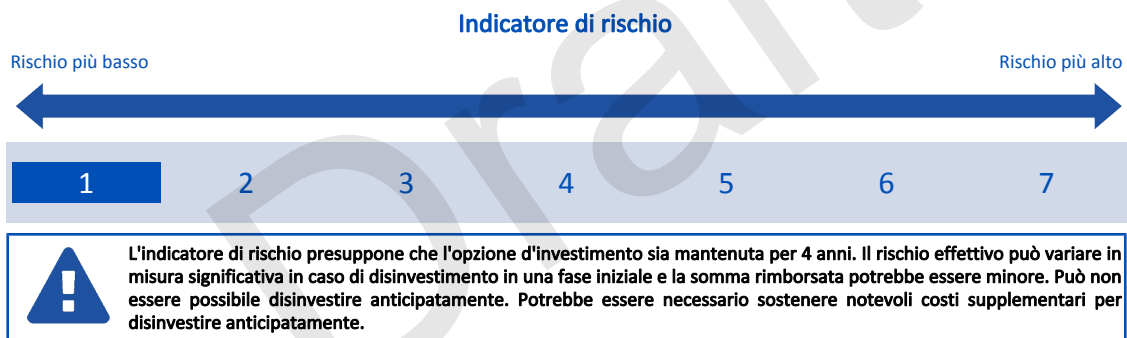 Indicatore di rischio
Rischio più basso Rischio più alto
1 2 3 4 5 6 7
L'indicatore di rischio presuppone che l'opzione d'nvestimento sia mantenuta per 4 anni. Il rischio effettivo può variare in
misura significativa in caso di disinvestimento in una fase iniziale e la somma rimborsata potrebbe essere minore. Può non
essere possibile disinvestire anticipatamente. Potrebbe essere necessario sostenere notevoli costi supplementari per
disinvestire anticipatamente.
Draft